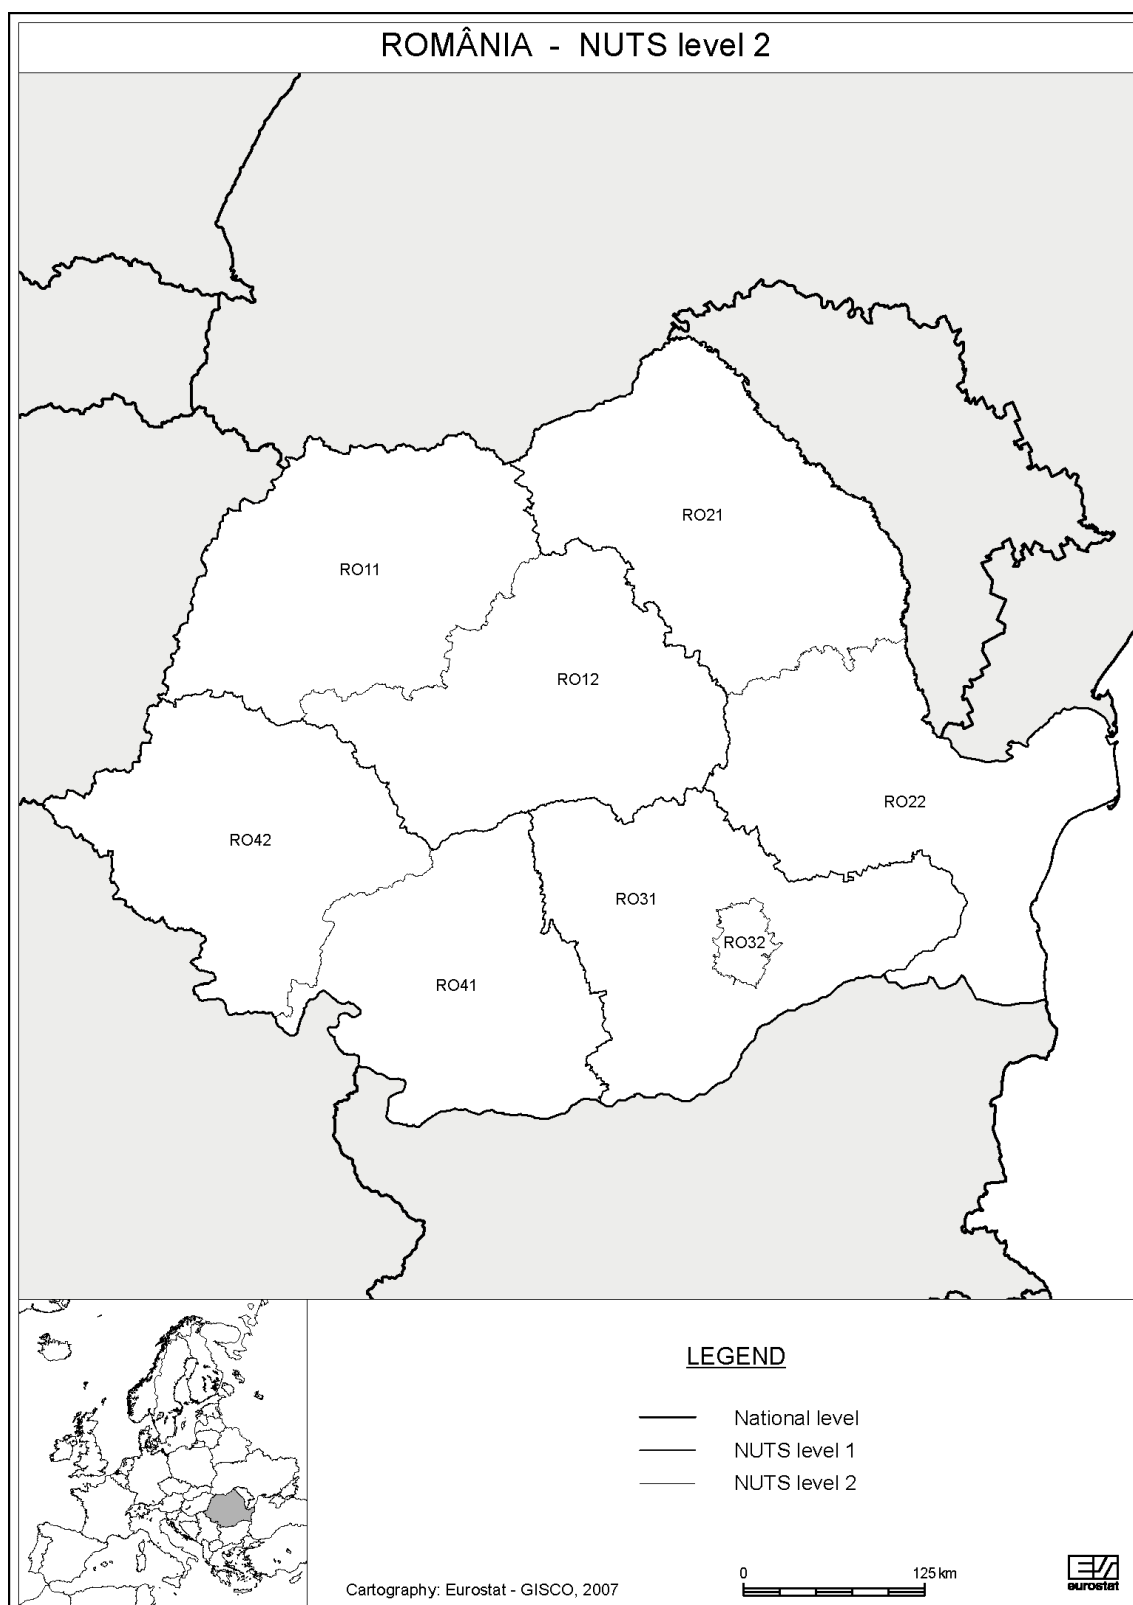 ROMÂNIA - NUTS level 2
RO21
RO11
RO12
RO22
RO42
RO31
RO32
RO41
LEGEND
National level
NUTS level 1
NUTS level 2
Cartography: Eurostat - GISCO, 2007
0 125 km
eurostat